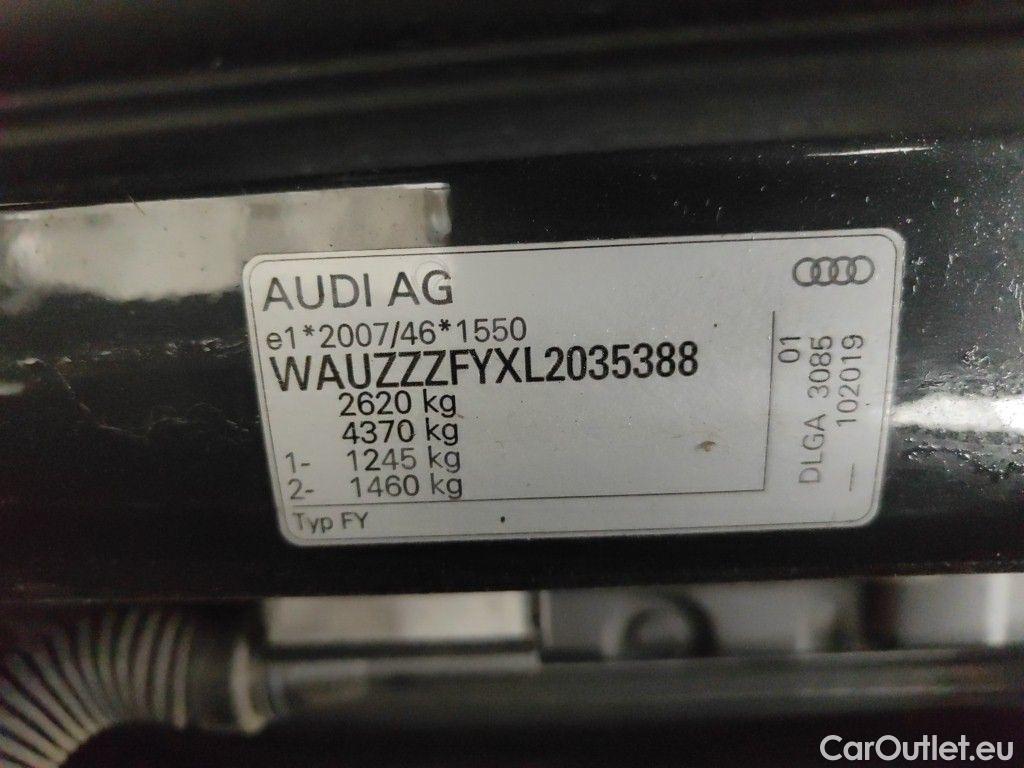 AUDI AG
e1*2007/46*1550
WAUZZZFYXL2035388
2620 kg
4370 kg
1- 1245 kg
2- 1460 kg
Typ FY
01
DLGA 3085
— 102019
CarOutlet.eu